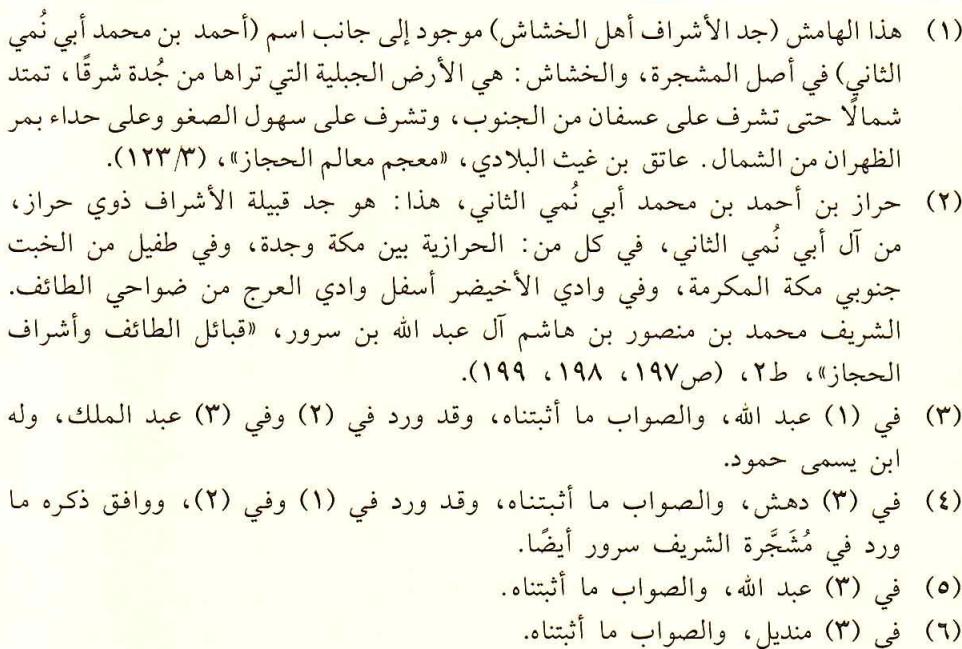 (١) هذا الهامش (جد الأشراف أهل الخشاش) موجود إلى جانب اسم (أحمد بن محمد أبي نُمي
الثاني) في أصل المشجرة، والخشاش: هي الأرض الجبلية التي تراها من جُدة شرقًا، تمتد
شمالًا حتى تشرف على عسفان من الجنوب، وتشرف على سهول الصغو وعلى حداء بمر
الظهران من الشمال. عاتق بن غيث البلادي، «معجم معالم الحجاز»، (١٢٣/٣).
(٢) حراز بن أحمد بن محمد أبي نُمي الثاني، هذا: هو جد قبيلة الأشراف ذوي حراز،
من آل أبي نُمي الثاني، في كل من: الحرازية بين مكة وجدة، وفي طفيل من الخبت
جنوبي مكة المكرمة، وفي وادي الأخيضر أسفل وادي العرج من ضواحي الطائف.
الشريف محمد بن منصور بن هاشم آل عبد الله بن سرور، «قبائل الطائف وأشراف
الحجاز»، ط٢، (ص١٩٧، ١٩٨، ١٩٩).
(٣) في (١) عبد الله، والصواب ما أثبتناه، وقد ورد في (٢) وفي (٣) عبد الملك، وله
ابن يسمى حمود.
(٤) في (٣) دهش، والصواب ما أثبتناه، وقد ورد في (١) وفي (٢)، ووافق ذكره ما
ورد في مُشَجَّرة الشريف سرور أيضًا.
(٥) في (٣) عبد الله، والصواب ما أثبتناه.
(٦) في (٣) منديل، والصواب ما أثبتناه.